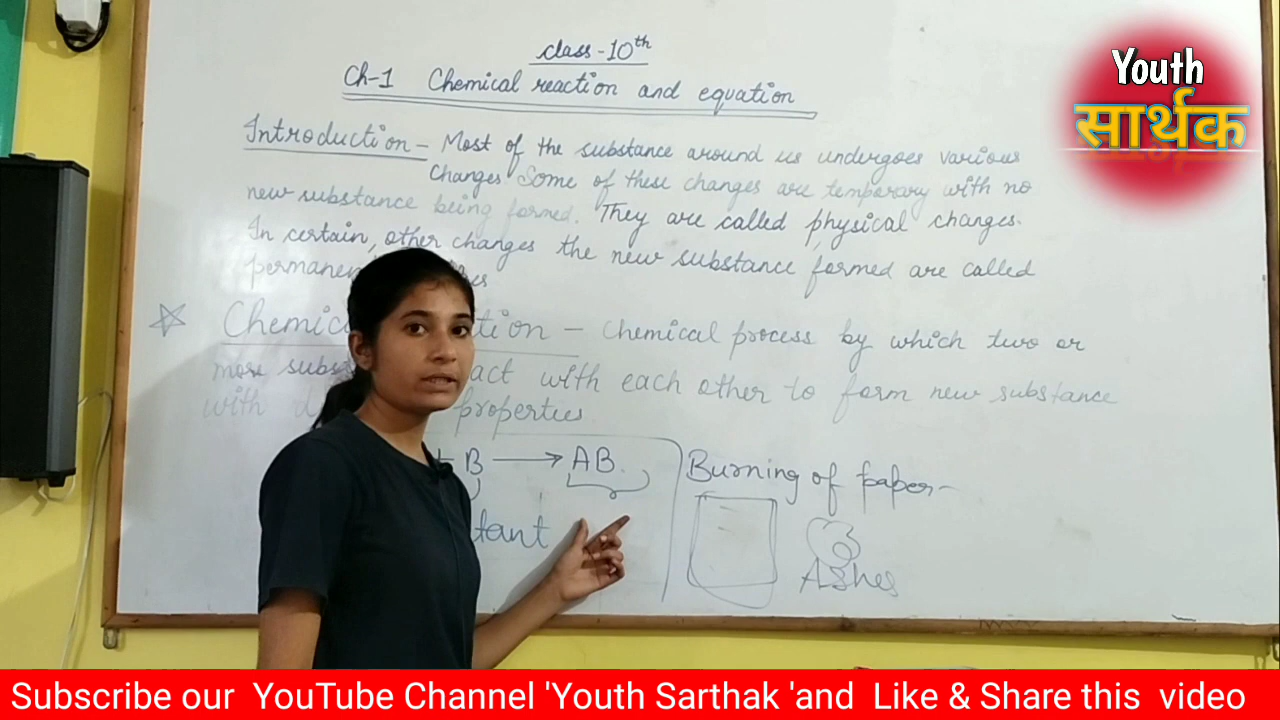 class-10th
Ch-1 Chemical reaction and equation
Introduction- Most of the substance around us undergoes various
Changes. Some of these changes are temporary with no
new substance being formed. They are called physical changes.
In certain, other changes the new substance formed are called
Chemical process by which two or
more act with each other to form new substance
with properties
+ B → AB.
tant
Burning of paper-
Ashes
Youth
सार्थक
Subscribe our YouTube Channel 'Youth Sarthak 'and Like & Share this video